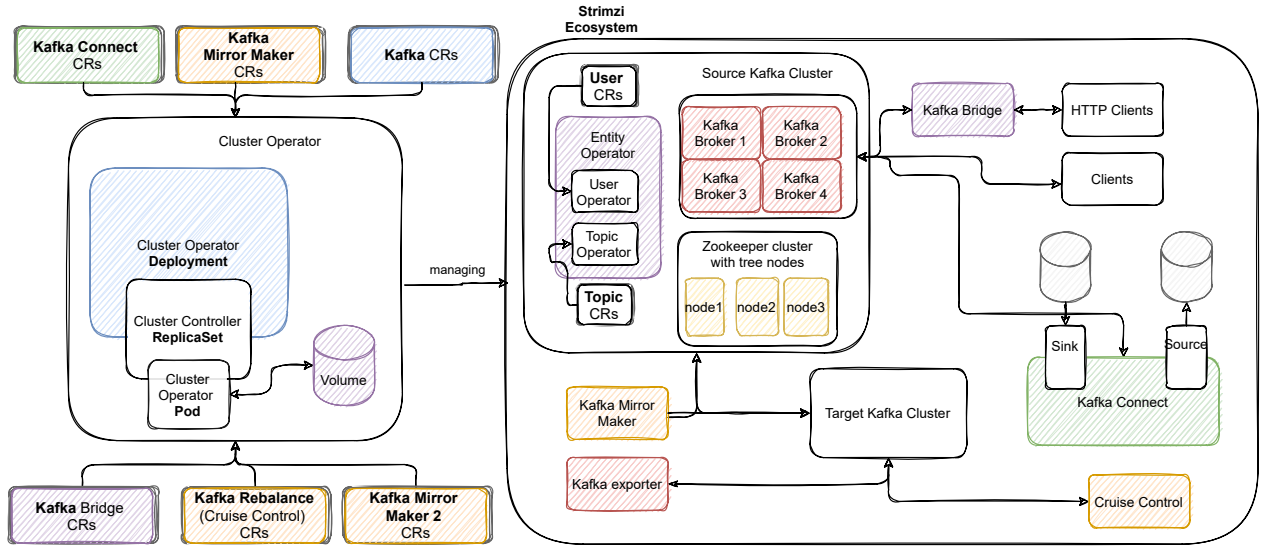 Strimzi
Ecosystem
Kafka Connect
CRs
Kafka
Mirror Maker
CRs
Kafka CRs
Cluster Operator
Cluster Operator
Deployment
Cluster Controller
ReplicaSet
Cluster
Operator
Pod
Volume
managing
Kafka Bridge
CRs
Kafka Rebalance
(Cruise Control)
CRs
Kafka Mirror
Maker 2
CRs
User
CRs
Source Kafka Cluster
Entity
Operator
User
Operator
Topic
Operator
Topic
CRs
Kafka
Broker 1
Kafka
Broker 2
Kafka
Broker 3
Kafka
Broker 4
Zookeeper cluster
with tree nodes
node1
node2
node3
Kafka Bridge
HTTP Clients
Clients
Sink
Source
Kafka Connect
Kafka Mirror
Maker
Target Kafka Cluster
Kafka exporter
Cruise Control